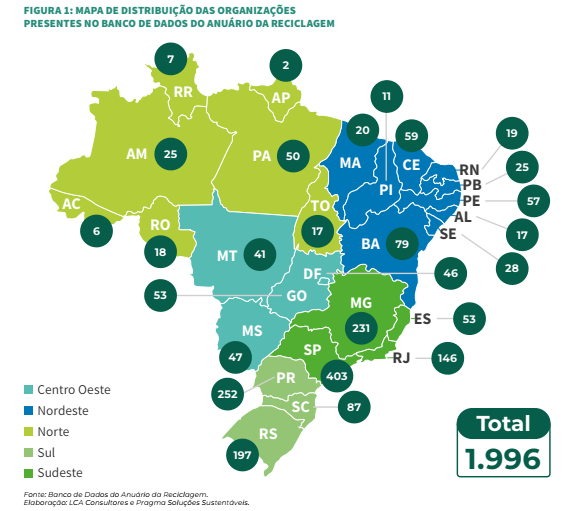 FIGURA 1: MAPA DE DISTRIBUIÇÃO DAS ORGANIZAÇÕES
PRESENTES NO BANCO DE DADOS DO ANUÁRIO DA RECICLAGEM
7
RR
2
AP
11
AM 25
PA 50
20
MA
59
CE
19
RN
25
PB
57
PE
PI
AC
6
RO
18
TO
17
AL
17
SE
28
MT 41
BA 79
DF
46
53
GO
MG
231
ES
53
MS
47
SP
403
RJ
146
PR
252
SC
87
RS
197
Centro Oeste
Nordeste
Norte
Sul
Sudeste
Total
1.996
Fonte: Banco de Dados do Anuário da Reciclagem.
Elaboração: LCA Consultores e Pragma Soluções Sustentáveis.